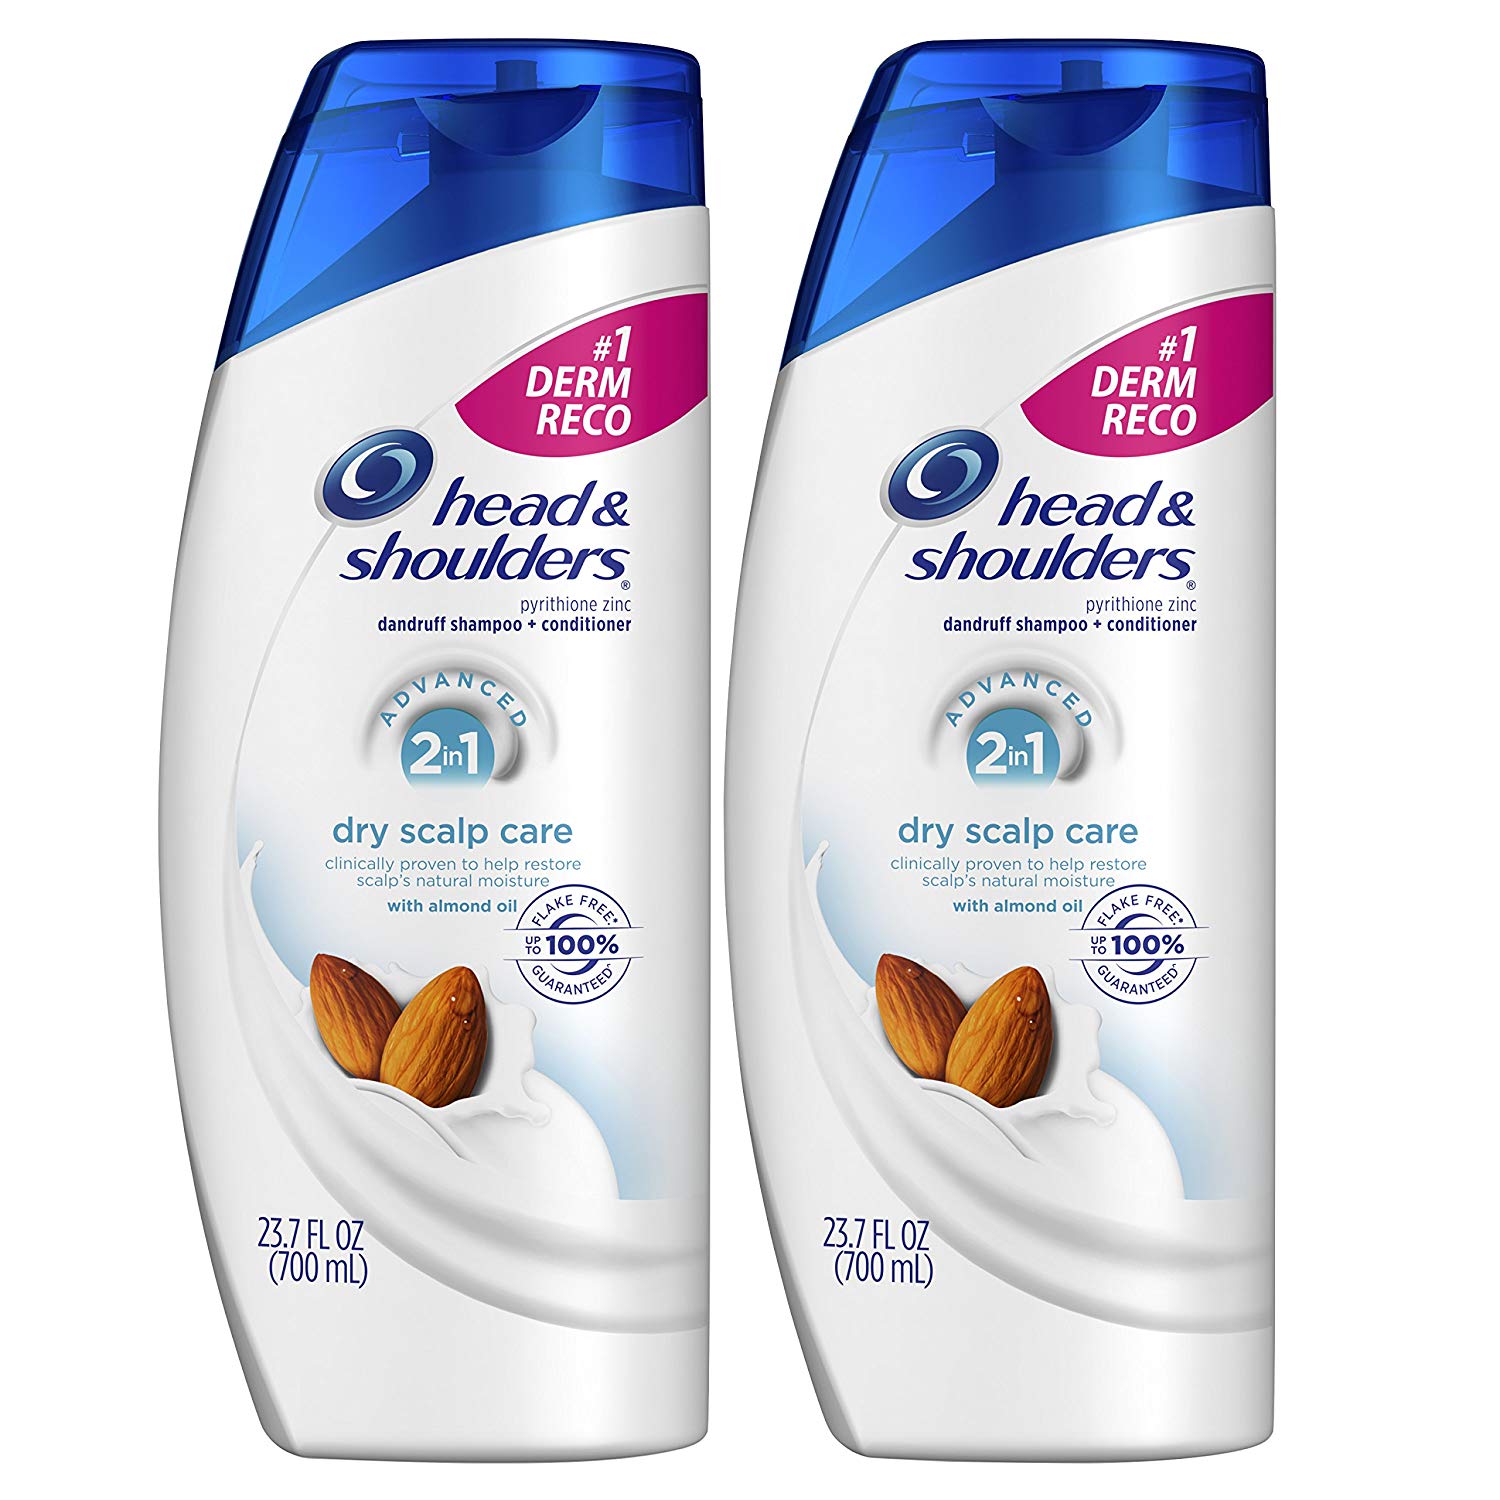 #1
DERM
RECO
head &
shoulders®
pyrithione zinc
dandruff shampoo + conditioner
ADVANCED
2in1
dry scalp care
clinically proven to help restore
scalp's natural moisture
with almond oil
FLAKE FREE*
UP TO 100%
GUARANTEED^
23.7 FL OZ
(700 mL)
#1
DERM
RECO
head &
shoulders®
pyrithione zinc
dandruff shampoo + conditioner
ADVANCED
2in1
dry scalp care
clinically proven to help restore
scalp's natural moisture
with almond oil
FLAKE FREE*
UP TO 100%
GUARANTEED^
23.7 FL OZ
(700 mL)